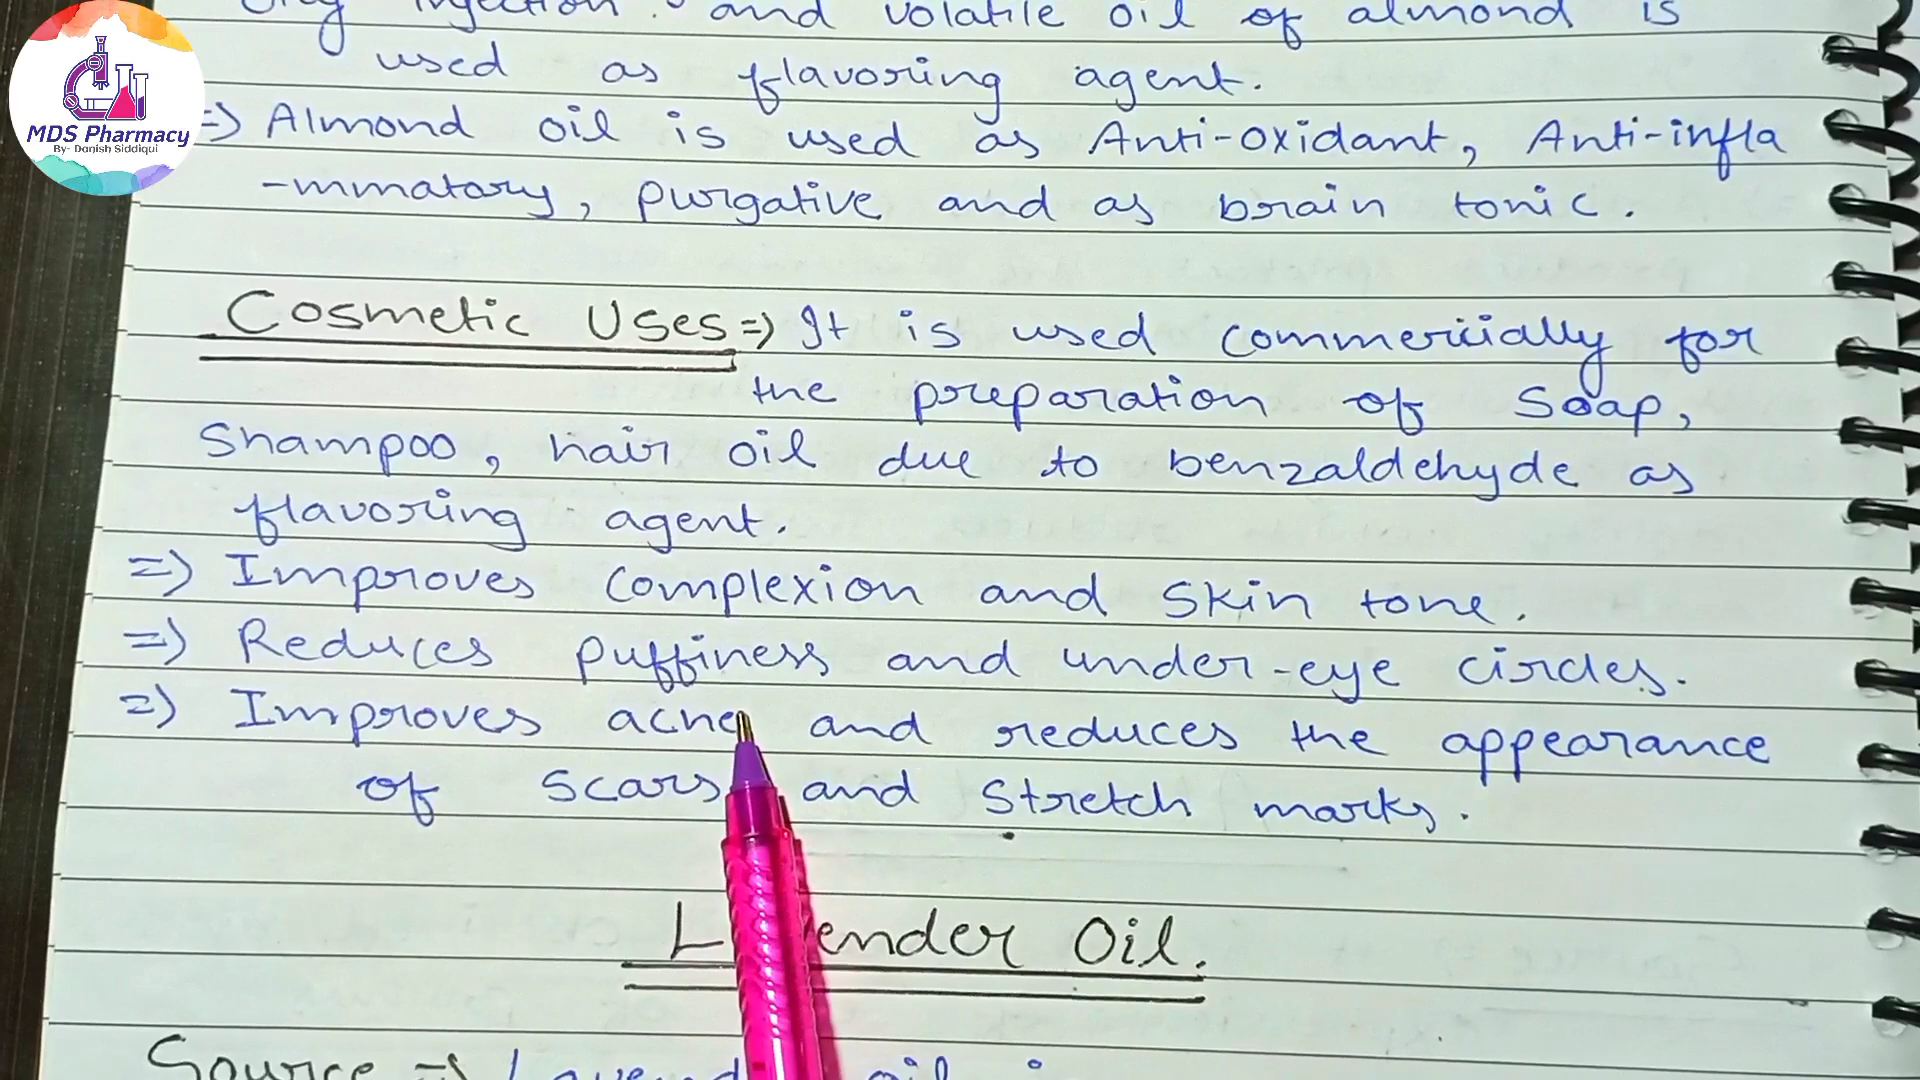 injection. and volatile oil of almond is
used as flavoring agent.
MDS Pharmacy
By- Danish Siddiqui
=> Almond oil is used as Anti-oxidant, Anti-infla
-mmatory, purgative and as brain tonic.
Cosmetic Uses => It is used commercially for
the preparation of Soap,
Shampoo, hair oil due to benzaldehyde as
flavoring agent.
=> Improves complexion and Skin tone.
=> Reduces puffiness and under-eye circles.
=> Improves acne and reduces the appearance
of Scars and Stretch marks.
L ender Oil.
Source => oil